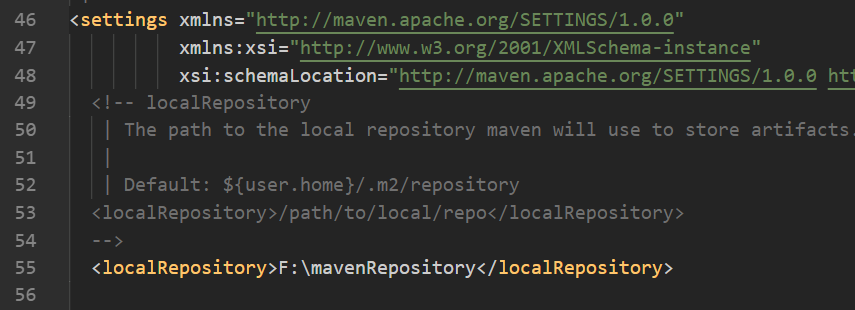 46 <settings xmlns="http://maven.apache.org/SETTINGS/1.0.0"
47 xmlns:xsi="http://www.w3.org/2001/XMLSchema-instance"
48 xsi:schemaLocation="http://maven.apache.org/SETTINGS/1.0.0 htt
49 <!-- localRepository
50 | The path to the local repository maven will use to store artifacts.
51 |
52 | Default: ${user.home}/.m2/repository
53 <localRepository>/path/to/local/repo</localRepository>
54 -->
55 <localRepository>F:\mavenRepository</localRepository>
56